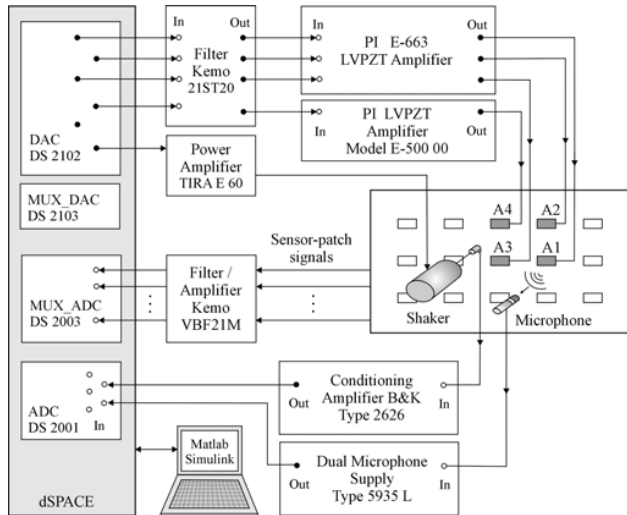 In
Out
Filter
Kemo
21ST20
PI E-663
LVPZT Amplifier
In
Out
DAC
DS 2102
PI LVPZT
Amplifier
Model E-500 00
In
Out
Power
Amplifier
TIRA E 60
MUX_DAC
DS 2103
A4
A2
A3
A1
Sensor-patch
signals
Shaker
Microphone
MUX_ADC
DS 2003
Filter /
Amplifier
Kemo
VBF21M
ADC
DS 2001
In
Conditioning
Amplifier B&K
Type 2626
Out
In
Matlab
Simulink
Dual Microphone
Supply
Type 5935 L
Out
In
dSPACE